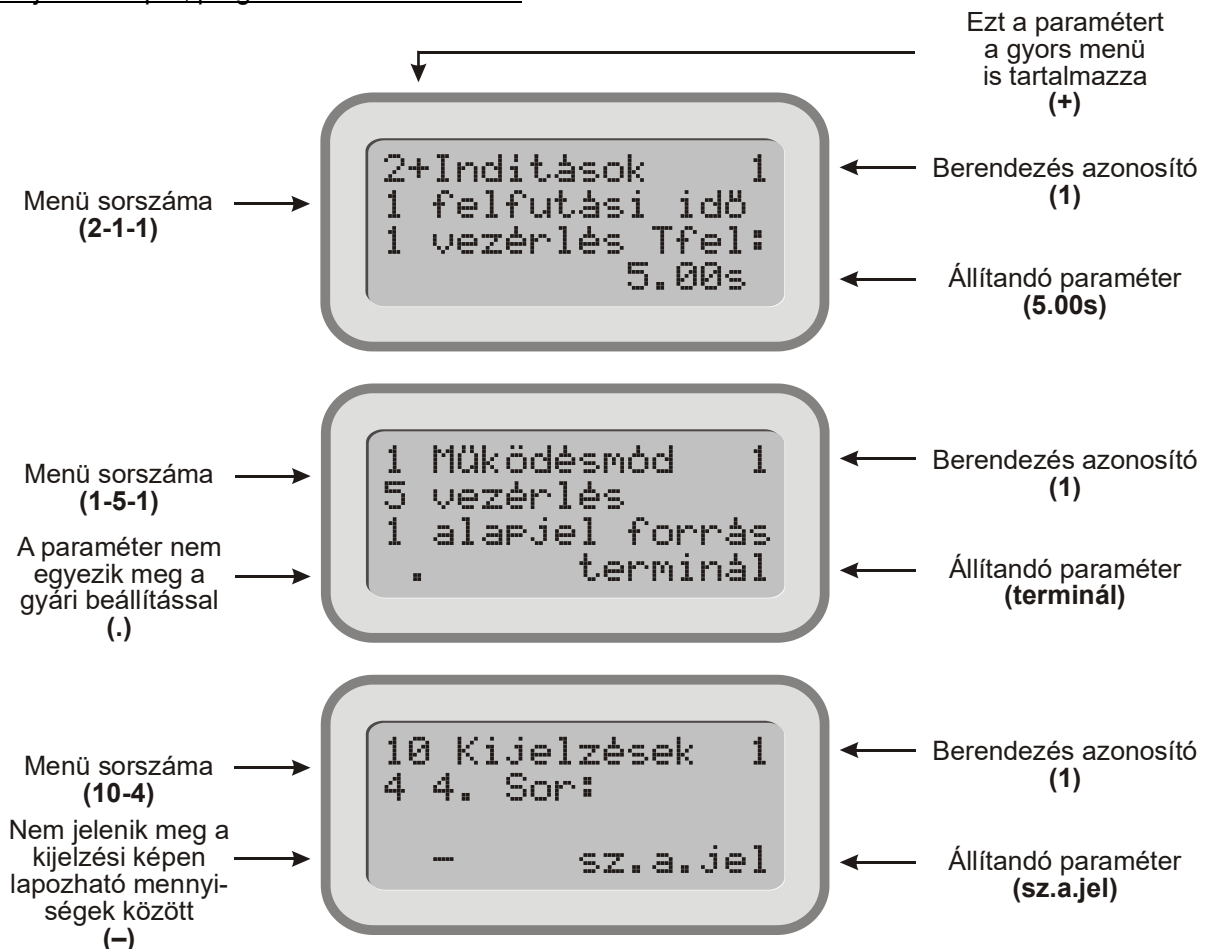 Ezt a paramétert
a gyors menü
is tartalmazza
(+)
Menü sorszáma
(2-1-1)
2+Indítások 1
1 felfutási idő
1 vezérlés Tfel:
5.00s
Berendezés azonosító
(1)
Állítandó paraméter
(5.00s)
Menü sorszáma
(1-5-1)
A paraméter nem
egyezik meg a
gyári beállítással
(.)
1 Működésmód 1
5 vezérlés
1 alapjel forrás
. terminál
Berendezés azonosító
(1)
Állítandó paraméter
(terminál)
Menü sorszáma
(10-4)
Nem jelenik meg a
kijelzési képen
lapozható mennyi-
ségek között
(–)
10 Kijelzések 1
4 4. Sor:
– sz.a.jel
Berendezés azonosító
(1)
Állítandó paraméter
(sz.a.jel)